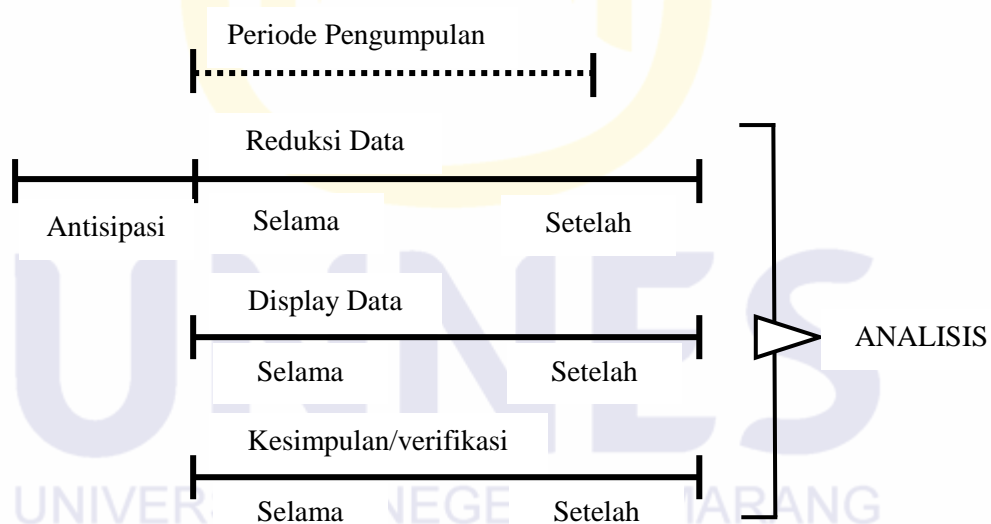 Periode Pengumpulan
Reduksi Data
Antisipasi Selama Setelah
Display Data
Selama Setelah
ANALISIS
Kesimpulan/verifikasi
Selama Setelah